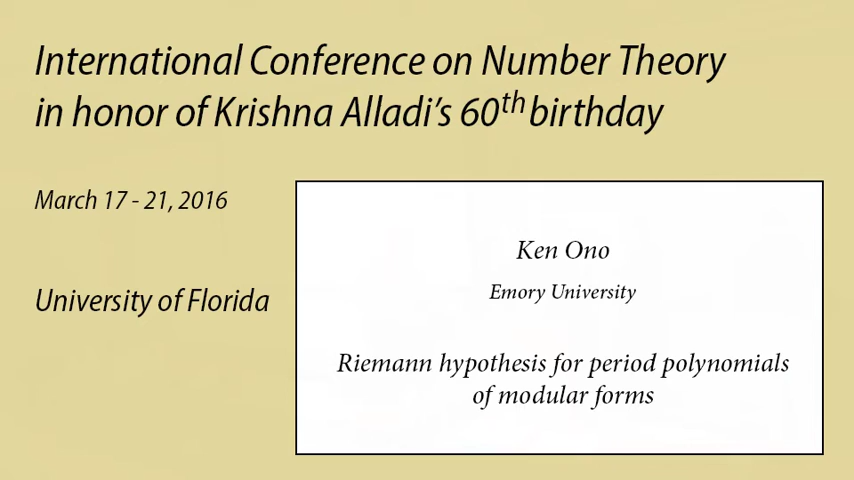 International Conference on Number Theory
in honor of Krishna Alladi's 60th birthday
March 17 - 21, 2016
University of Florida
Ken Ono
Emory University
Riemann hypothesis for period polynomials
of modular forms